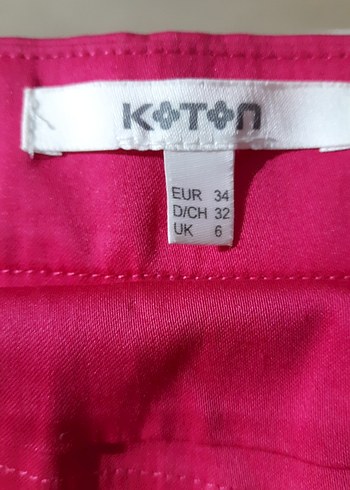 KOTON
EUR 34
D/CH 32
UK 6